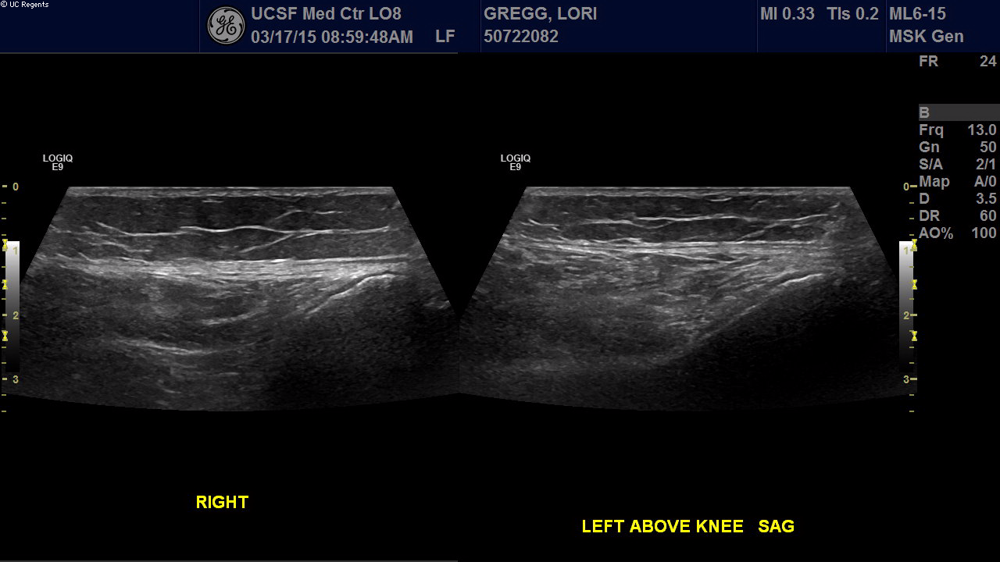 © UC Regents
UCSF Med Ctr LO8
03/17/15 08:59:48AM LF
GREGG, LORI
50722082
MI 0.33 TIs 0.2
ML6-15
MSK Gen
FR 24
B
Frq 13.0
Gn 50
S/A 2/1
Map A/0
D 3.5
DR 60
AO% 100
LOGIQ
E9
LOGIQ
E9
0
1
2
3
0
1
2
3
RIGHT
LEFT ABOVE KNEE SAG